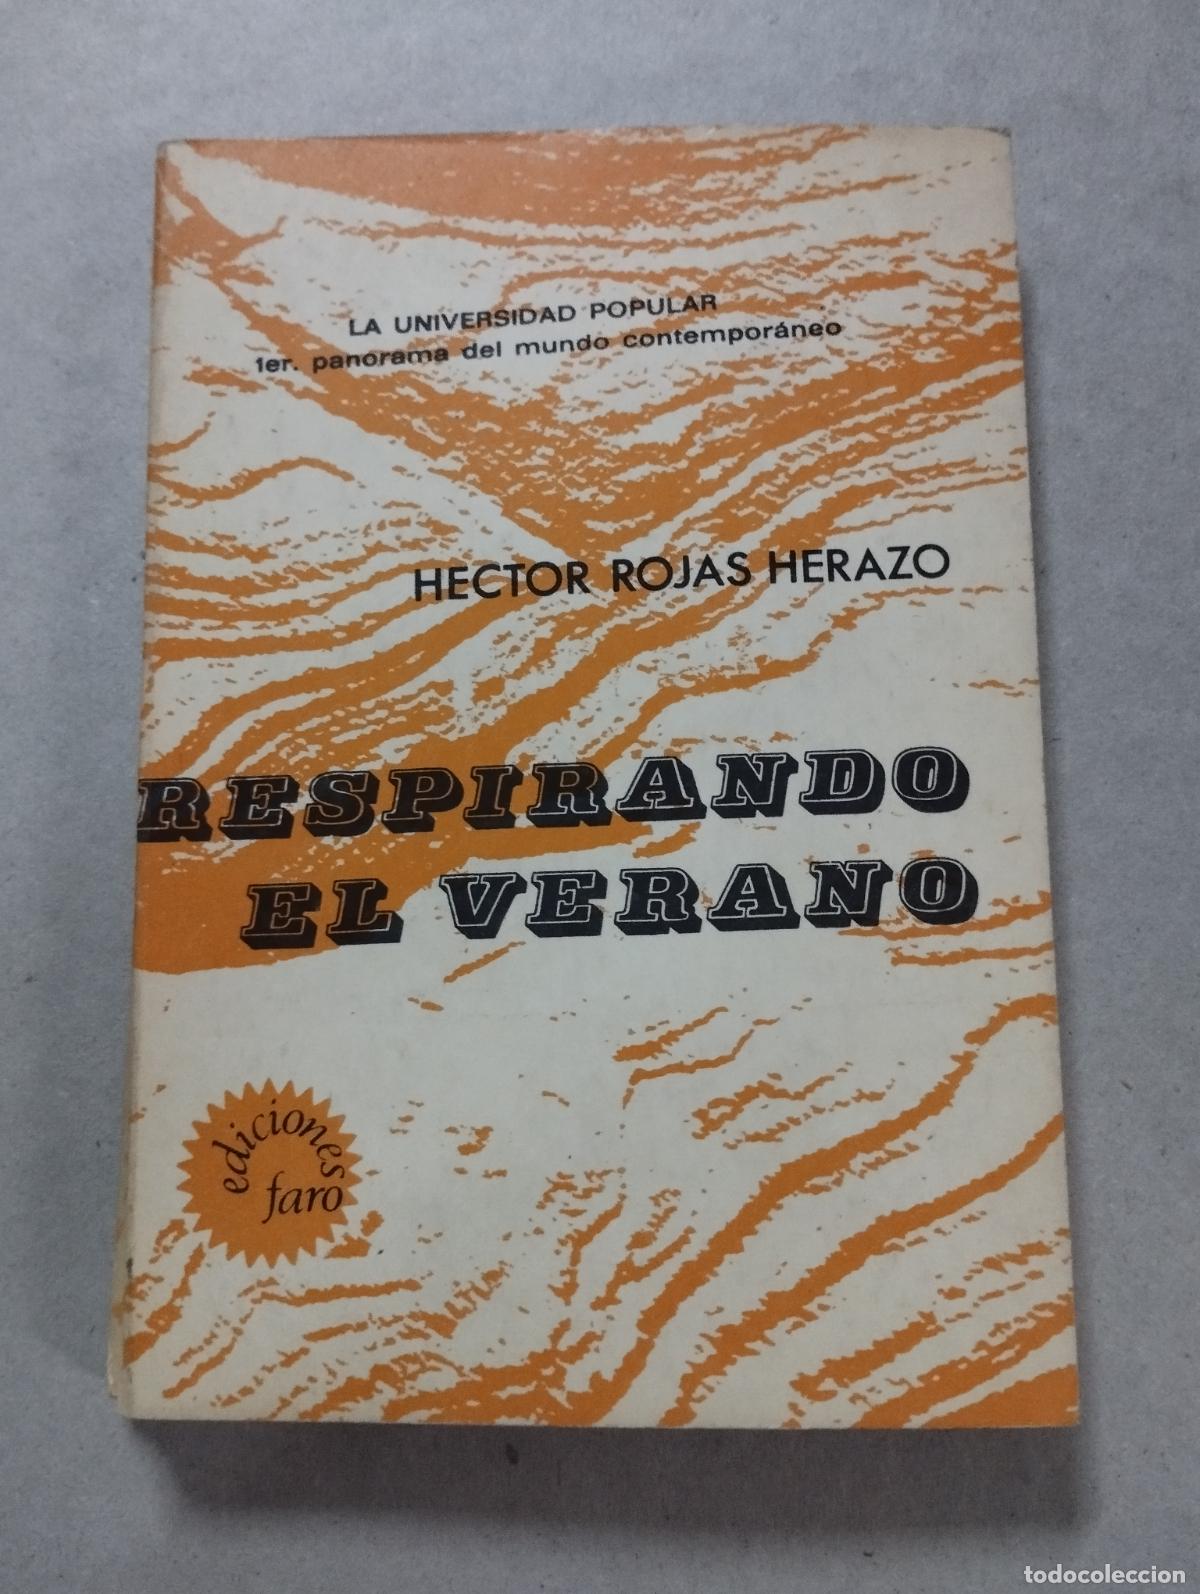 LA UNIVERSIDAD POPULAR
1er. panorama del mundo contemporáneo
HECTOR ROJAS HERAZO
RESPIRANDO
EL VERANO
ediciones
faro
todocoleccion